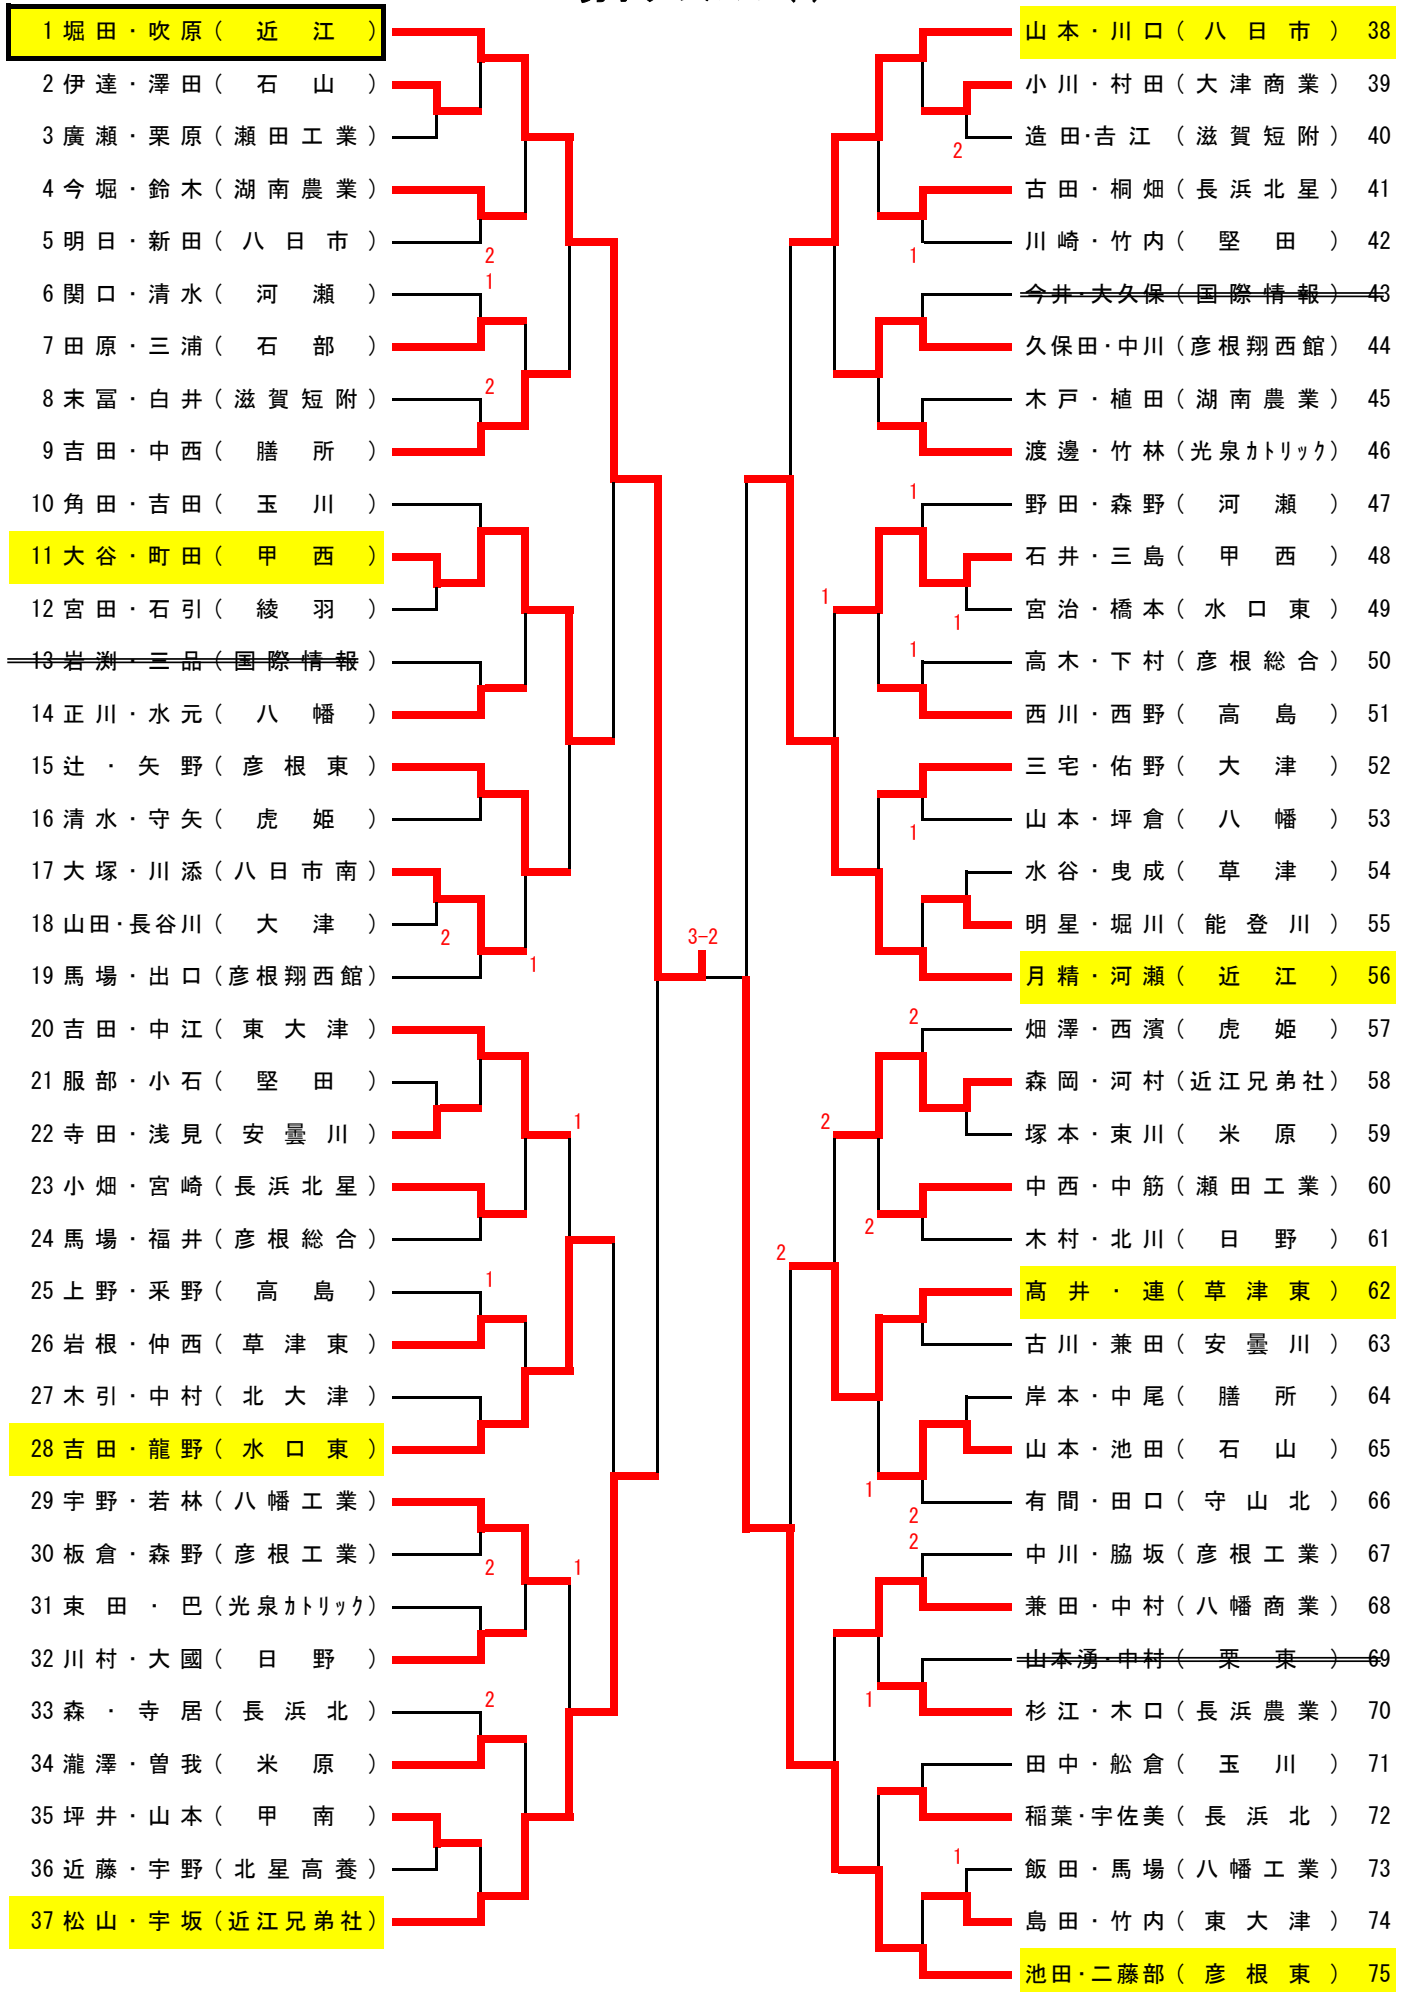 1 堀田・吹原(近江)
2 伊達・澤田(石山)
3 廣瀬・栗原(瀬田工業)
4 今堀・鈴木(湖南農業)
5 明日・新田(八日市)
2
1
6 関口・清水(河瀬)
7 田原・三浦(石部)
2
8 末冨・白井(滋賀短附)
9 吉田・中西(膳所)
10 角田・吉田(玉川)
11 大谷・町田(甲西)
12 宮田・石引(綾羽)
13 岩渕・三品(国際情報)
14 正川・水元(八幡)
15 辻・矢野(彦根東)
16 清水・守矢(虎姫)
17 大塚・川添(八日市南)
18 山田・長谷川(大津)
2
1
19 馬場・出口(彦根翔西館)
20 吉田・中江(東大津)
21 服部・小石(堅田)
22 寺田・浅見(安曇川)
1
23 小畑・宮崎(長浜北星)
24 馬場・福井(彦根総合)
25 上野・采野(高島)
1
26 岩根・仲西(草津東)
27 木引・中村(北大津)
28 吉田・龍野(水口東)
29 宇野・若林(八幡工業)
30 板倉・森野(彦根工業)
2
1
31 東田・巴(光泉カトリック)
32 川村・大國(日野)
33 森・寺居(長浜北)
2
34 瀧澤・曽我(米原)
35 坪井・山本(甲南)
36 近藤・宇野(北星高養)
37 松山・宇坂(近江兄弟社)
3-2
山本・川口(八日市) 38
小川・村田(大津商業) 39
造田・吉江(滋賀短附) 40
2
古田・桐畑(長浜北星) 41
川崎・竹内(堅田) 42
1
今井・大久保(国際情報) 43
久保田・中川(彦根翔西館) 44
木戸・植田(湖南農業) 45
渡邊・竹林(光泉カトリック) 46
1
野田・森野(河瀬) 47
石井・三島(甲西) 48
1
宮治・橋本(水口東) 49
1
1
高木・下村(彦根総合) 50
西川・西野(高島) 51
三宅・佑野(大津) 52
山本・坪倉(八幡) 53
1
水谷・曳成(草津) 54
明星・堀川(能登川) 55
月精・河瀬(近江) 56
2
畑澤・西濱(虎姫) 57
森岡・河村(近江兄弟社) 58
2
塚本・東川(米原) 59
中西・中筋(瀬田工業) 60
2
木村・北川(日野) 61
2
髙井・連(草津東) 62
古川・兼田(安曇川) 63
岸本・中尾(膳所) 64
山本・池田(石山) 65
1
有間・田口(守山北) 66
2
2
中川・脇坂(彦根工業) 67
兼田・中村(八幡商業) 68
山本湧・中村(栗東) 69
1
杉江・木口(長浜農業) 70
田中・舩倉(玉川) 71
稲葉・宇佐美(長浜北) 72
1
飯田・馬場(八幡工業) 73
島田・竹内(東大津) 74
池田・二藤部(彦根東) 75